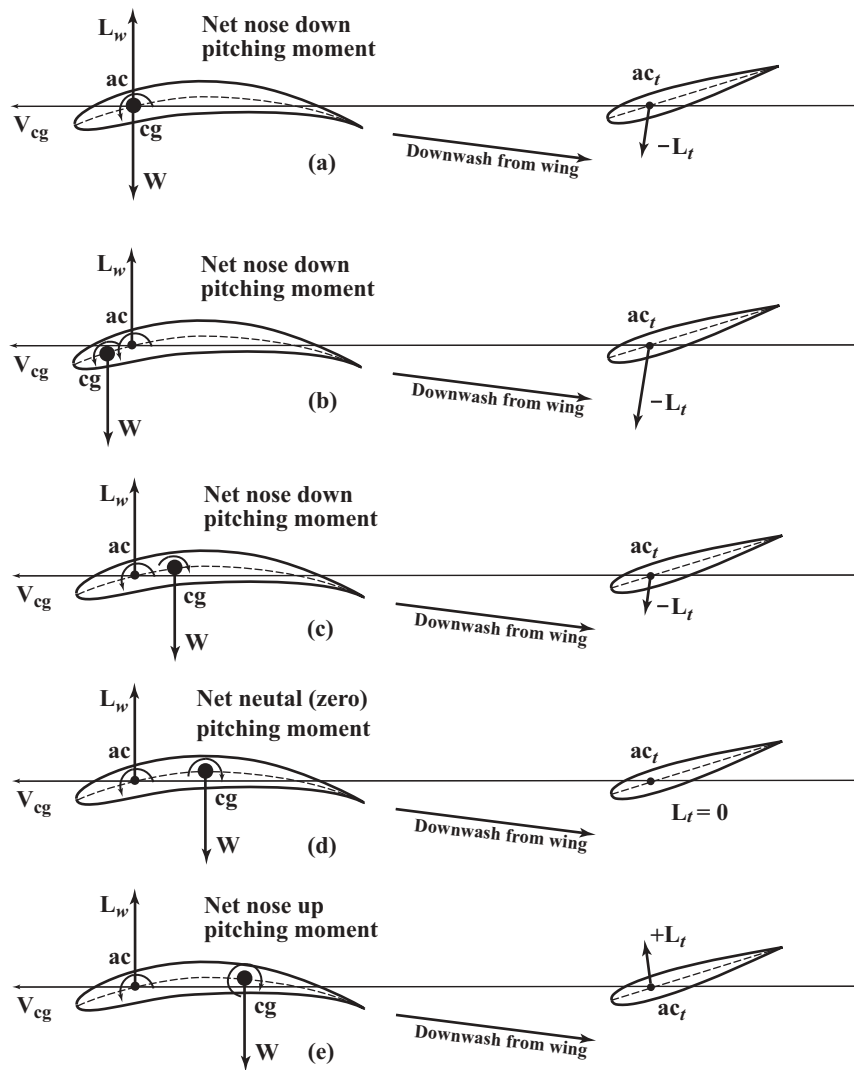 L_w
Net nose down
pitching moment
ac
ac_t
V_cg
cg
−L_t
(a)
Downwash from wing
W
L_w
Net nose down
pitching moment
ac
ac_t
V_cg
cg
(b)
Downwash from wing
−L_t
W
L_w
Net nose down
pitching moment
ac
ac_t
V_cg
cg
−L_t
(c)
Downwash from wing
W
L_w
Net neutal (zero)
pitching moment
ac
ac_t
V_cg
cg
L_t = 0
(d)
Downwash from wing
W
L_w
Net nose up
pitching moment
+L_t
ac
V_cg
cg
ac_t
(e)
Downwash from wing
W